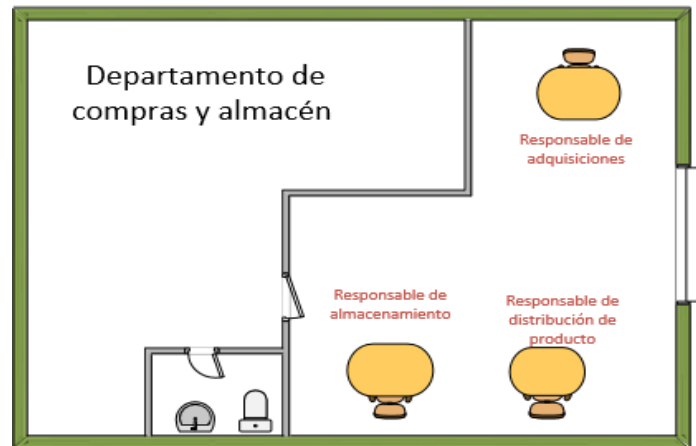 Departamento de
compras y almacén
Responsable de
adquisiciones
Responsable de
almacenamiento
Responsable de
distribución de
producto